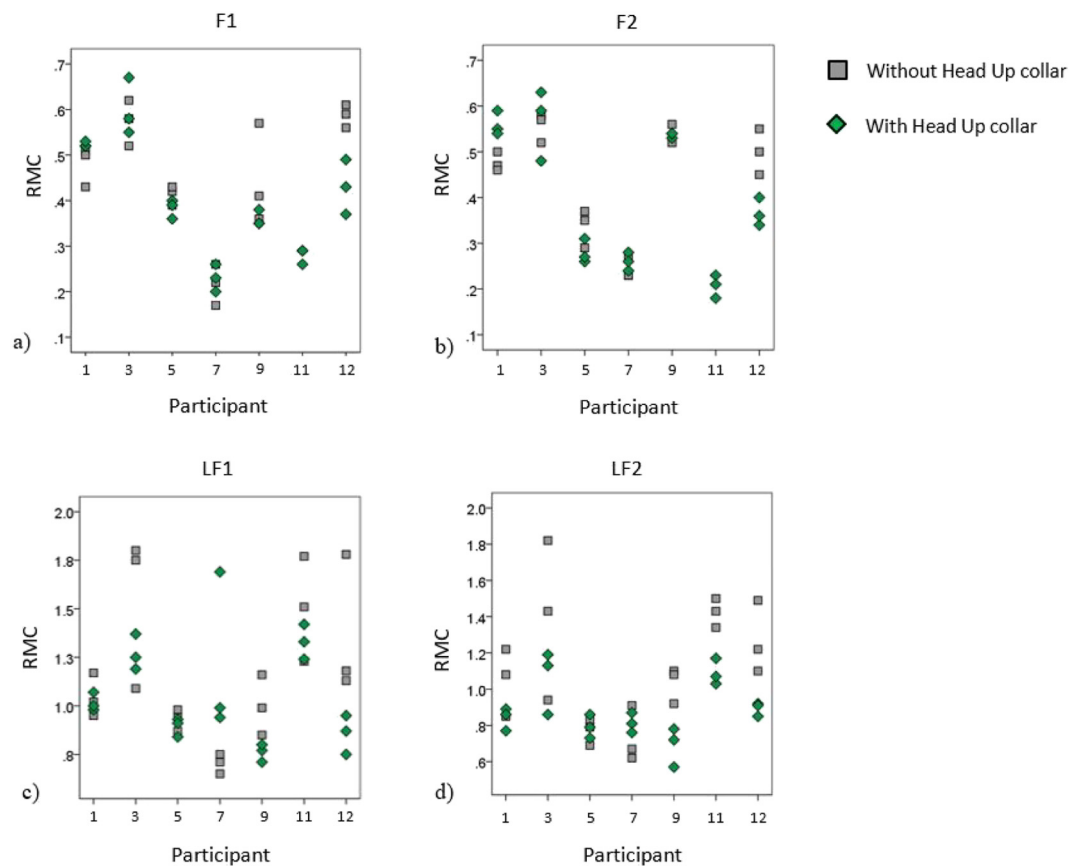 F1
.7
.6
.5
.4
.3
.2
.1
RMC
1 3 5 7 9 11 12
Participant
a)
F2
.7
.6
.5
.4
.3
.2
.1
RMC
1 3 5 7 9 11 12
Participant
b)
Without Head Up collar
With Head Up collar
LF1
2.0
1.8
1.5
1.3
1.0
.8
RMC
1 3 5 7 9 11 12
Participant
c)
LF2
2.0
1.8
1.6
1.4
1.2
1.0
.8
.6
RMC
1 3 5 7 9 11 12
Participant
d)